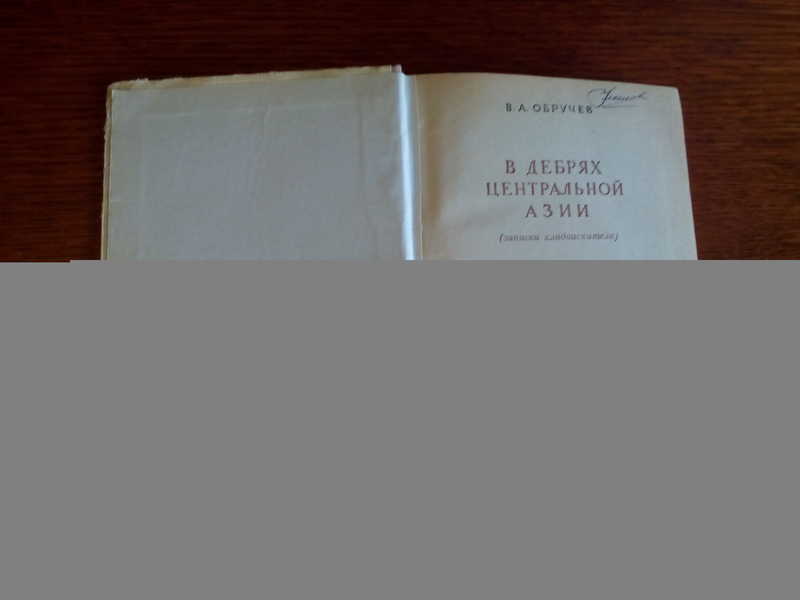 В. А. ОБРУЧЕВ
В ДЕБРЯХ
ЦЕНТРАЛЬНОЙ
АЗИИ
(записки кладоискателя)